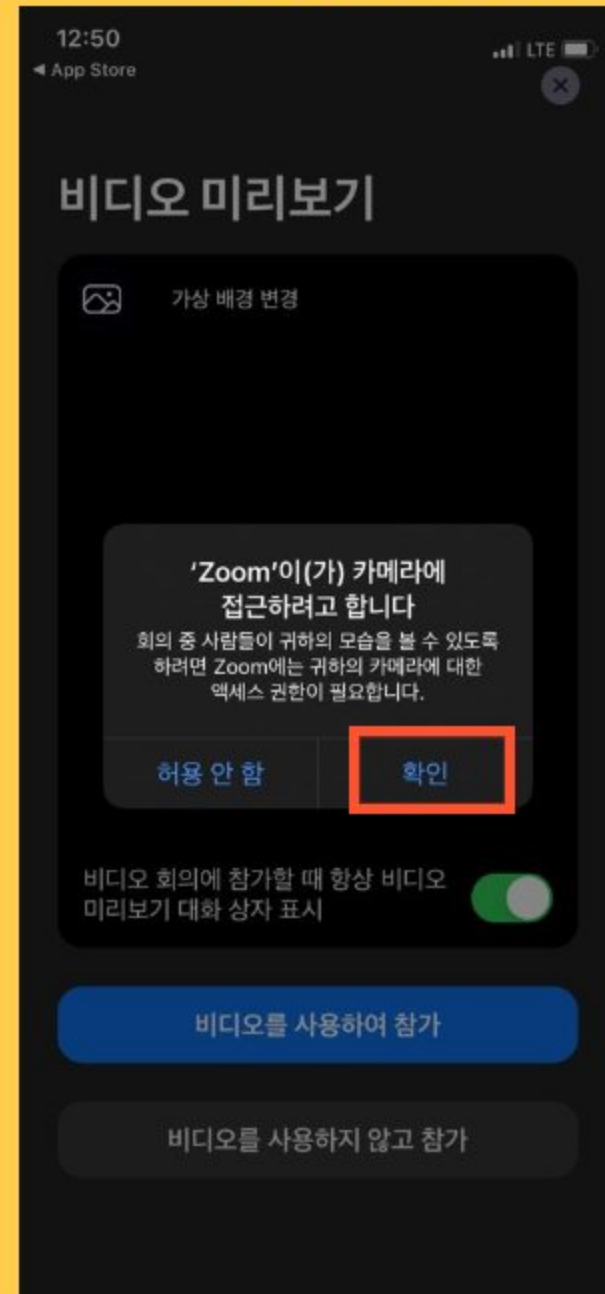 12:50
LTE
◀ App Store
비디오 미리보기
가상 배경 변경
'Zoom'이(가) 카메라에
접근하려고 합니다
회의 중 사람들이 귀하의 모습을 볼 수 있도록
하려면 Zoom에는 귀하의 카메라에 대한
액세스 권한이 필요합니다.
허용 안 함
확인
비디오 회의에 참가할 때 항상 비디오
미리보기 대화 상자 표시
비디오를 사용하여 참가
비디오를 사용하지 않고 참가